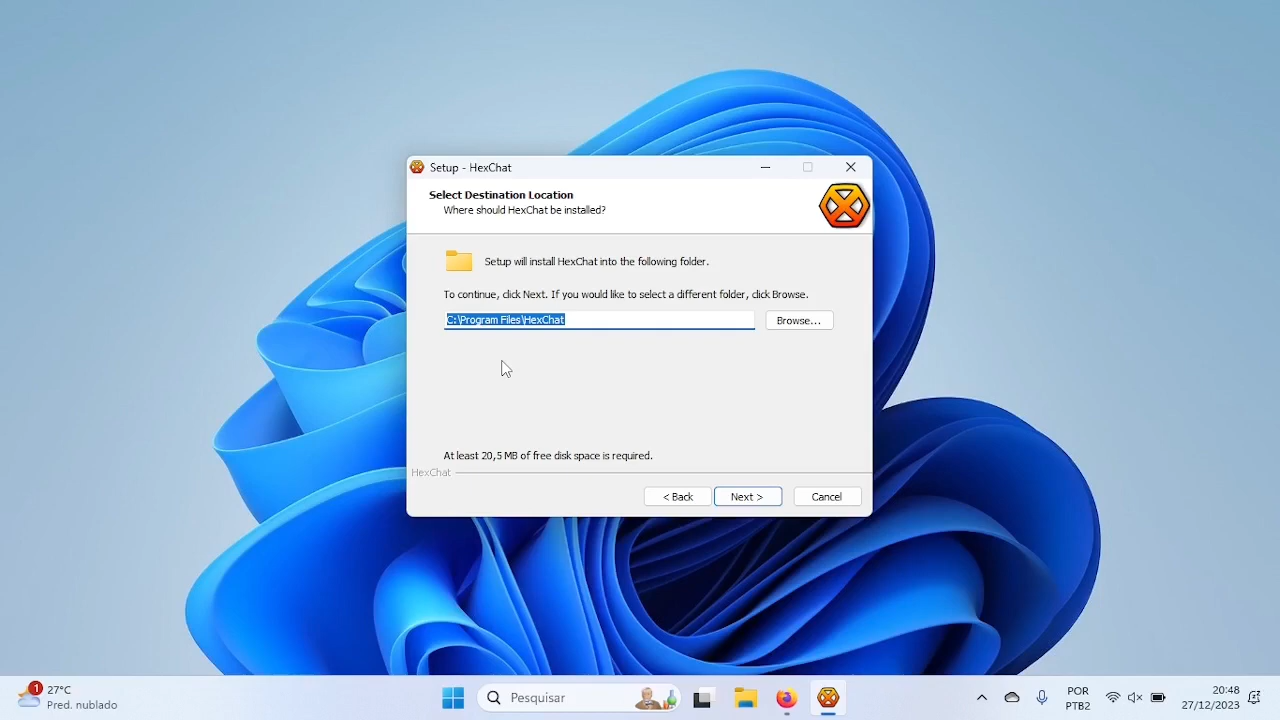 Setup - HexChat
Select Destination Location
Where should HexChat be installed?
Setup will install HexChat into the following folder.
To continue, click Next. If you would like to select a different folder, click Browse.
C:\Program Files\HexChat
Browse...
At least 20,5 MB of free disk space is required.
HexChat
< Back
Next >
Cancel
1
27°C
Pred. nublado
Pesquisar
POR
PTB2
20:48
27/12/2023